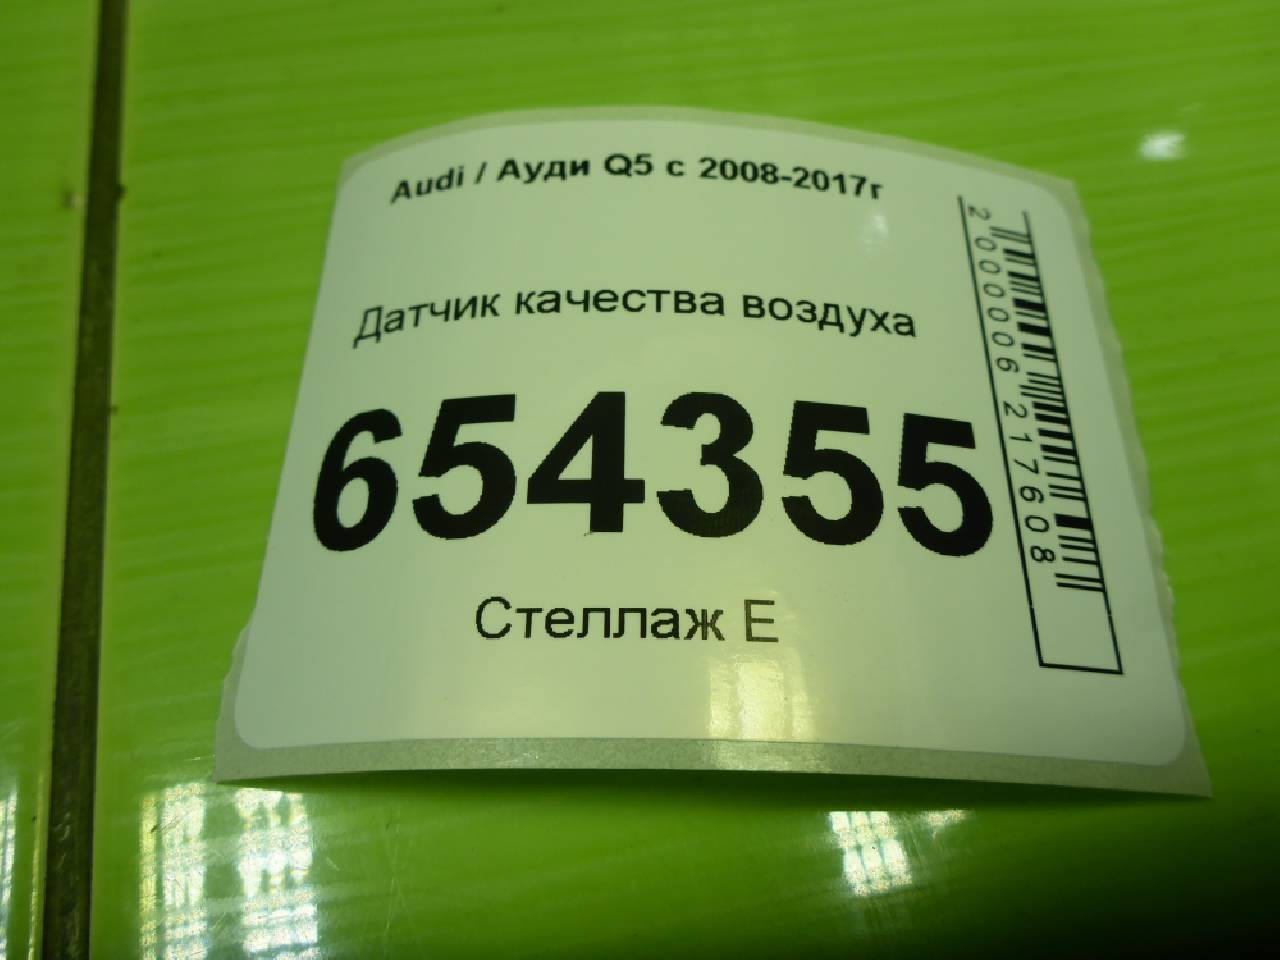 Audi / Ауди Q5 с 2008-2017г
Датчик качества воздуха
654355
Стеллаж Е
2000006217608